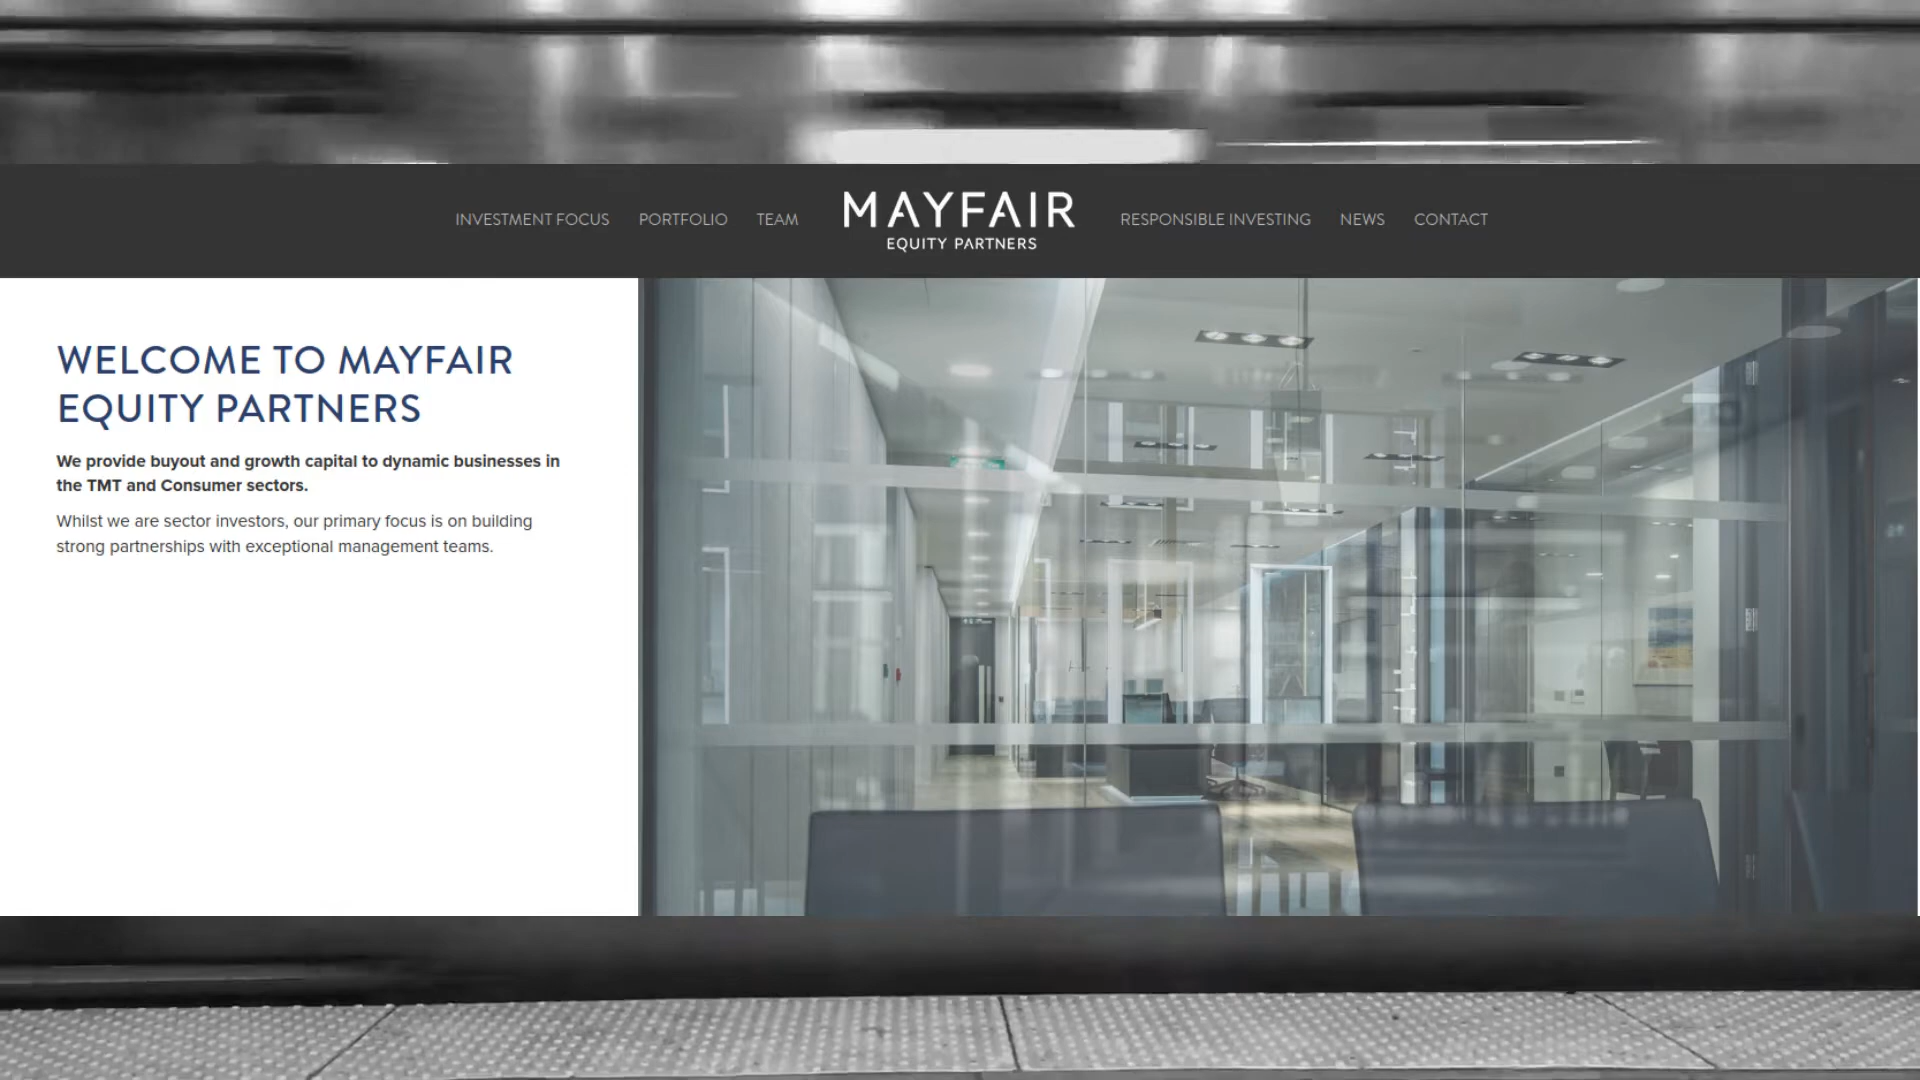 INVESTMENT FOCUS PORTFOLIO TEAM MAYFAIR EQUITY PARTNERS RESPONSIBLE INVESTING NEWS CONTACT
WELCOME TO MAYFAIR
EQUITY PARTNERS
We provide buyout and growth capital to dynamic businesses in
the TMT and Consumer sectors.
Whilst we are sector investors, our primary focus is on building
strong partnerships with exceptional management teams.